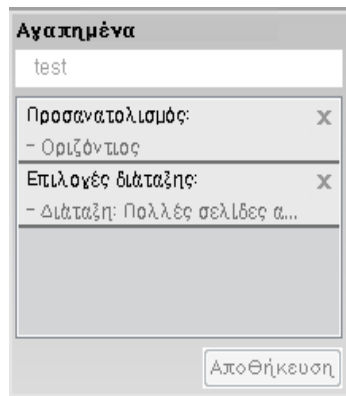 Αγαπημένα
test
Προσανατολισμός: X
- Οριζόντιος
Επιλογές διάταξης: X
- Διάταξη: Πολλές σελίδες α...
Αποθήκευση